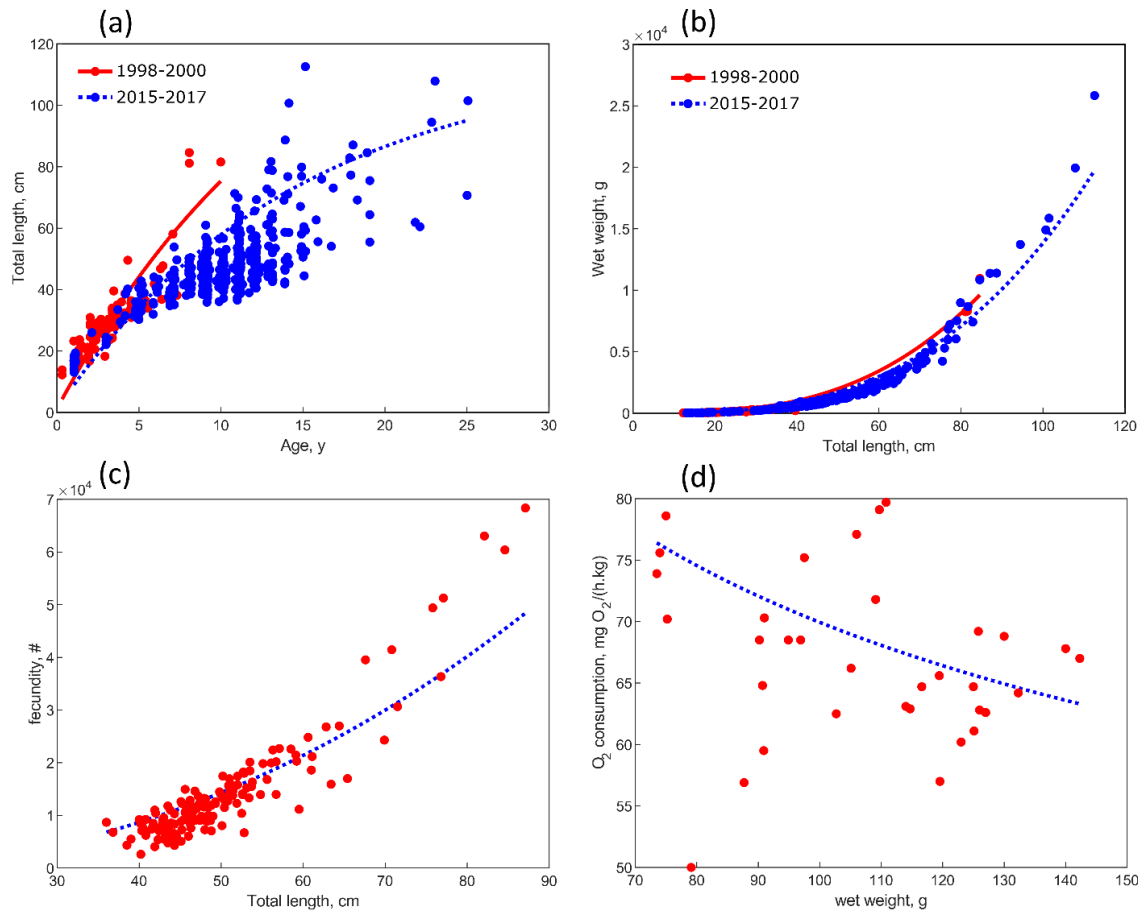 (a)
120
100
80
60
40
20
0
Total length, cm
1998-2000
2015-2017
0 5 10 15 20 25 30
Age, y
(b)
×10⁴
3
2.5
2
1.5
1
0.5
0
Wet weight, g
1998-2000
2015-2017
0 20 40 60 80 100 120
Total length, cm
(c)
×10⁴
7
6
5
4
3
2
1
0
fecundity, #
30 40 50 60 70 80 90
Total length, cm
(d)
80
75
70
65
60
55
50
O₂ consumption, mg O₂/(h.kg)
70 80 90 100 110 120 130 140 150
wet weight, g